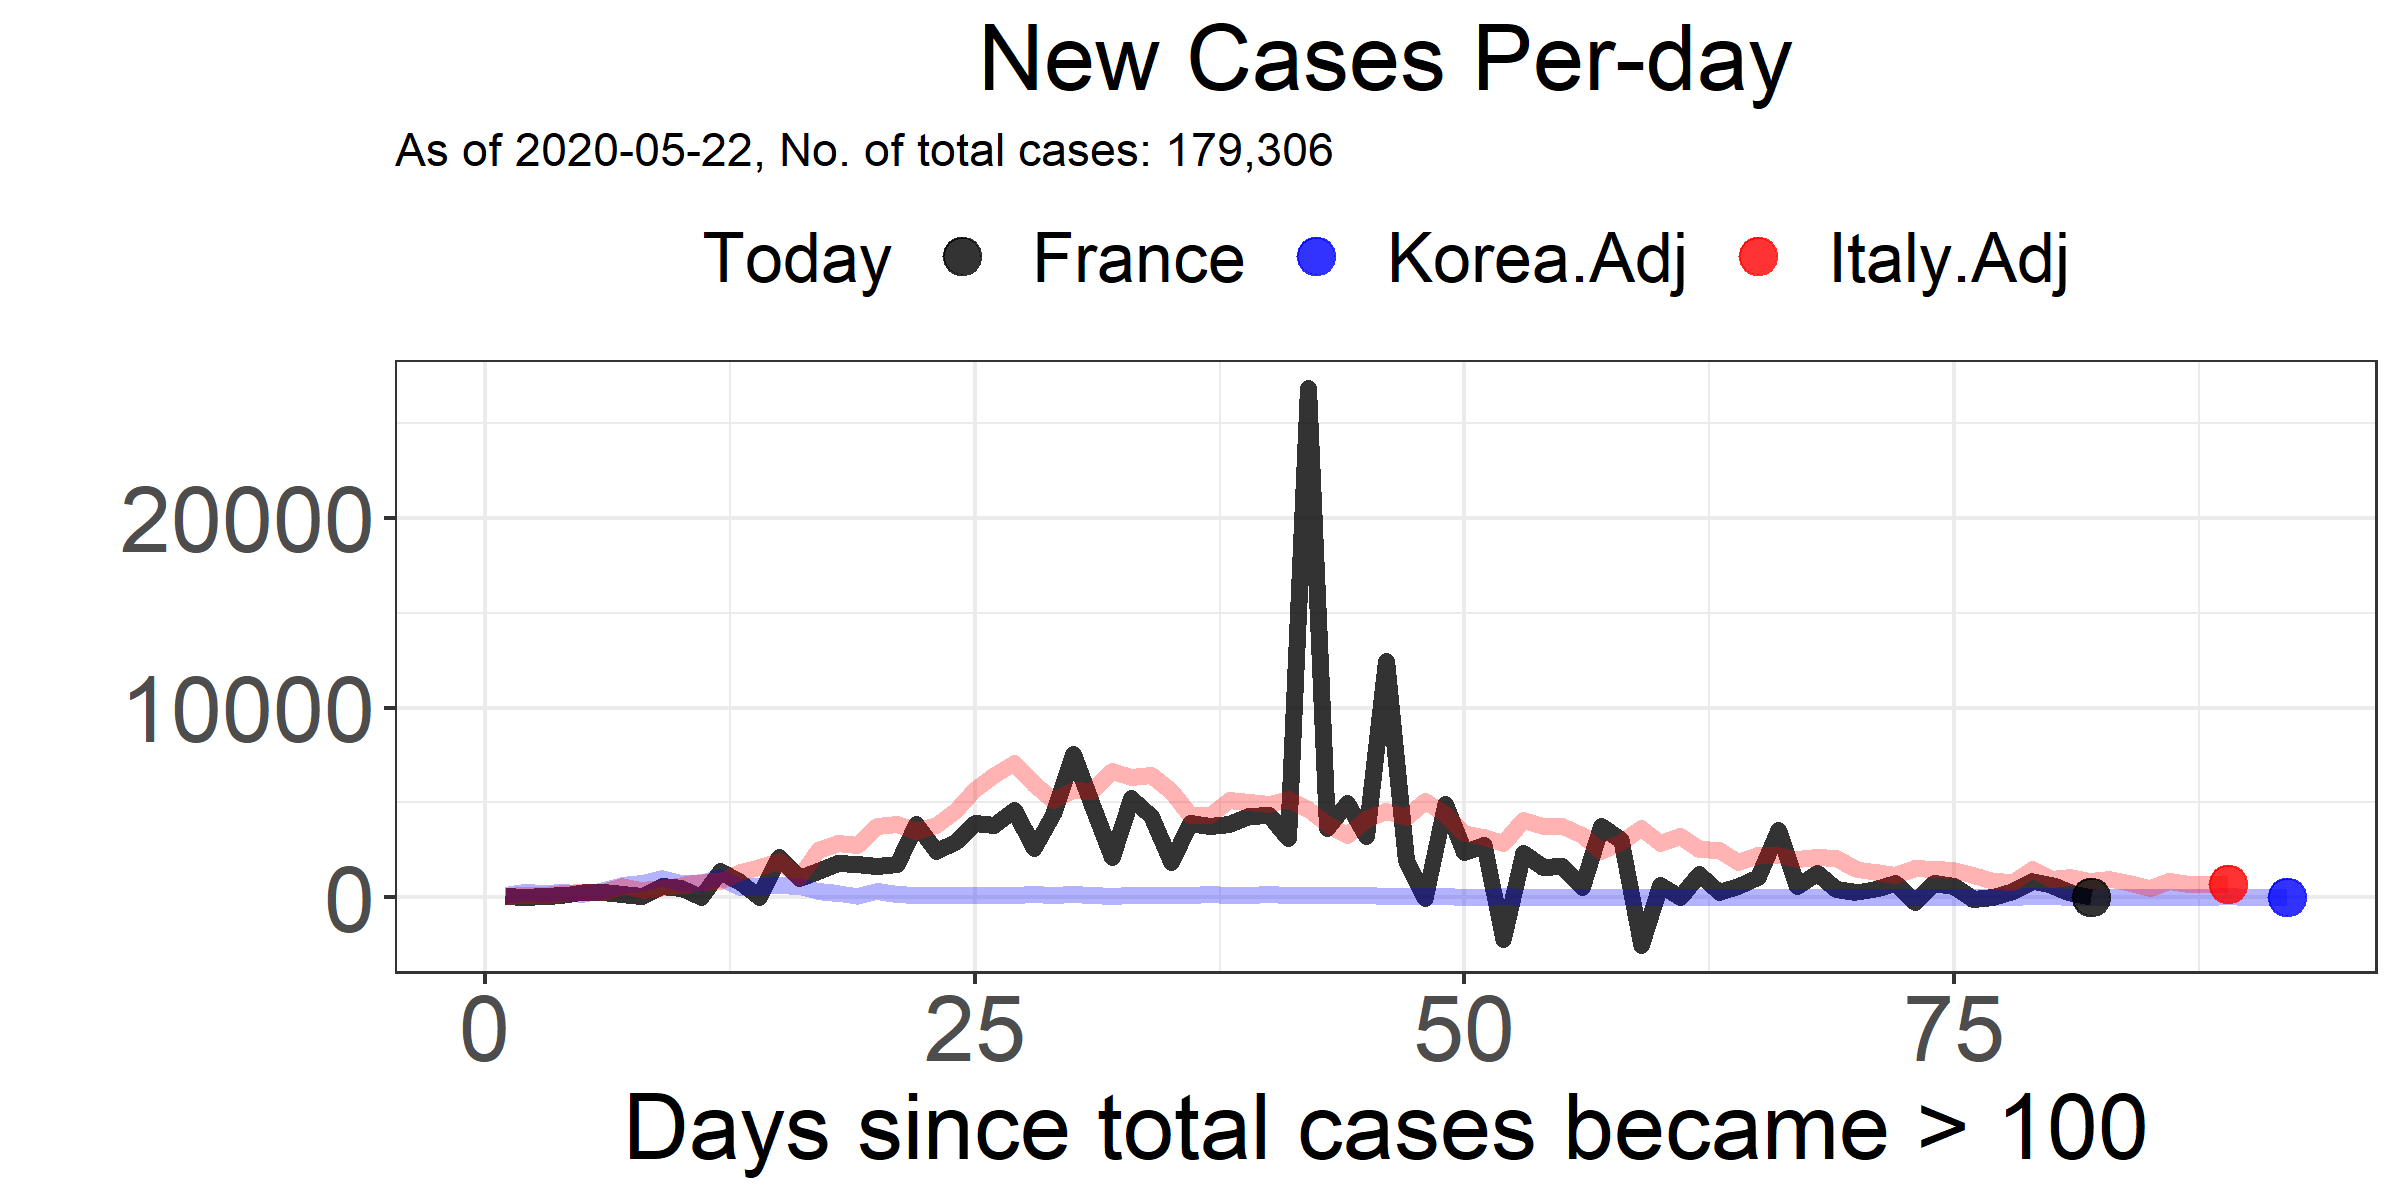 New Cases Per-day
As of 2020-05-22, No. of total cases: 179,306
Today France Korea.Adj Italy.Adj
20000
10000
0
0 25 50 75
Days since total cases became > 100